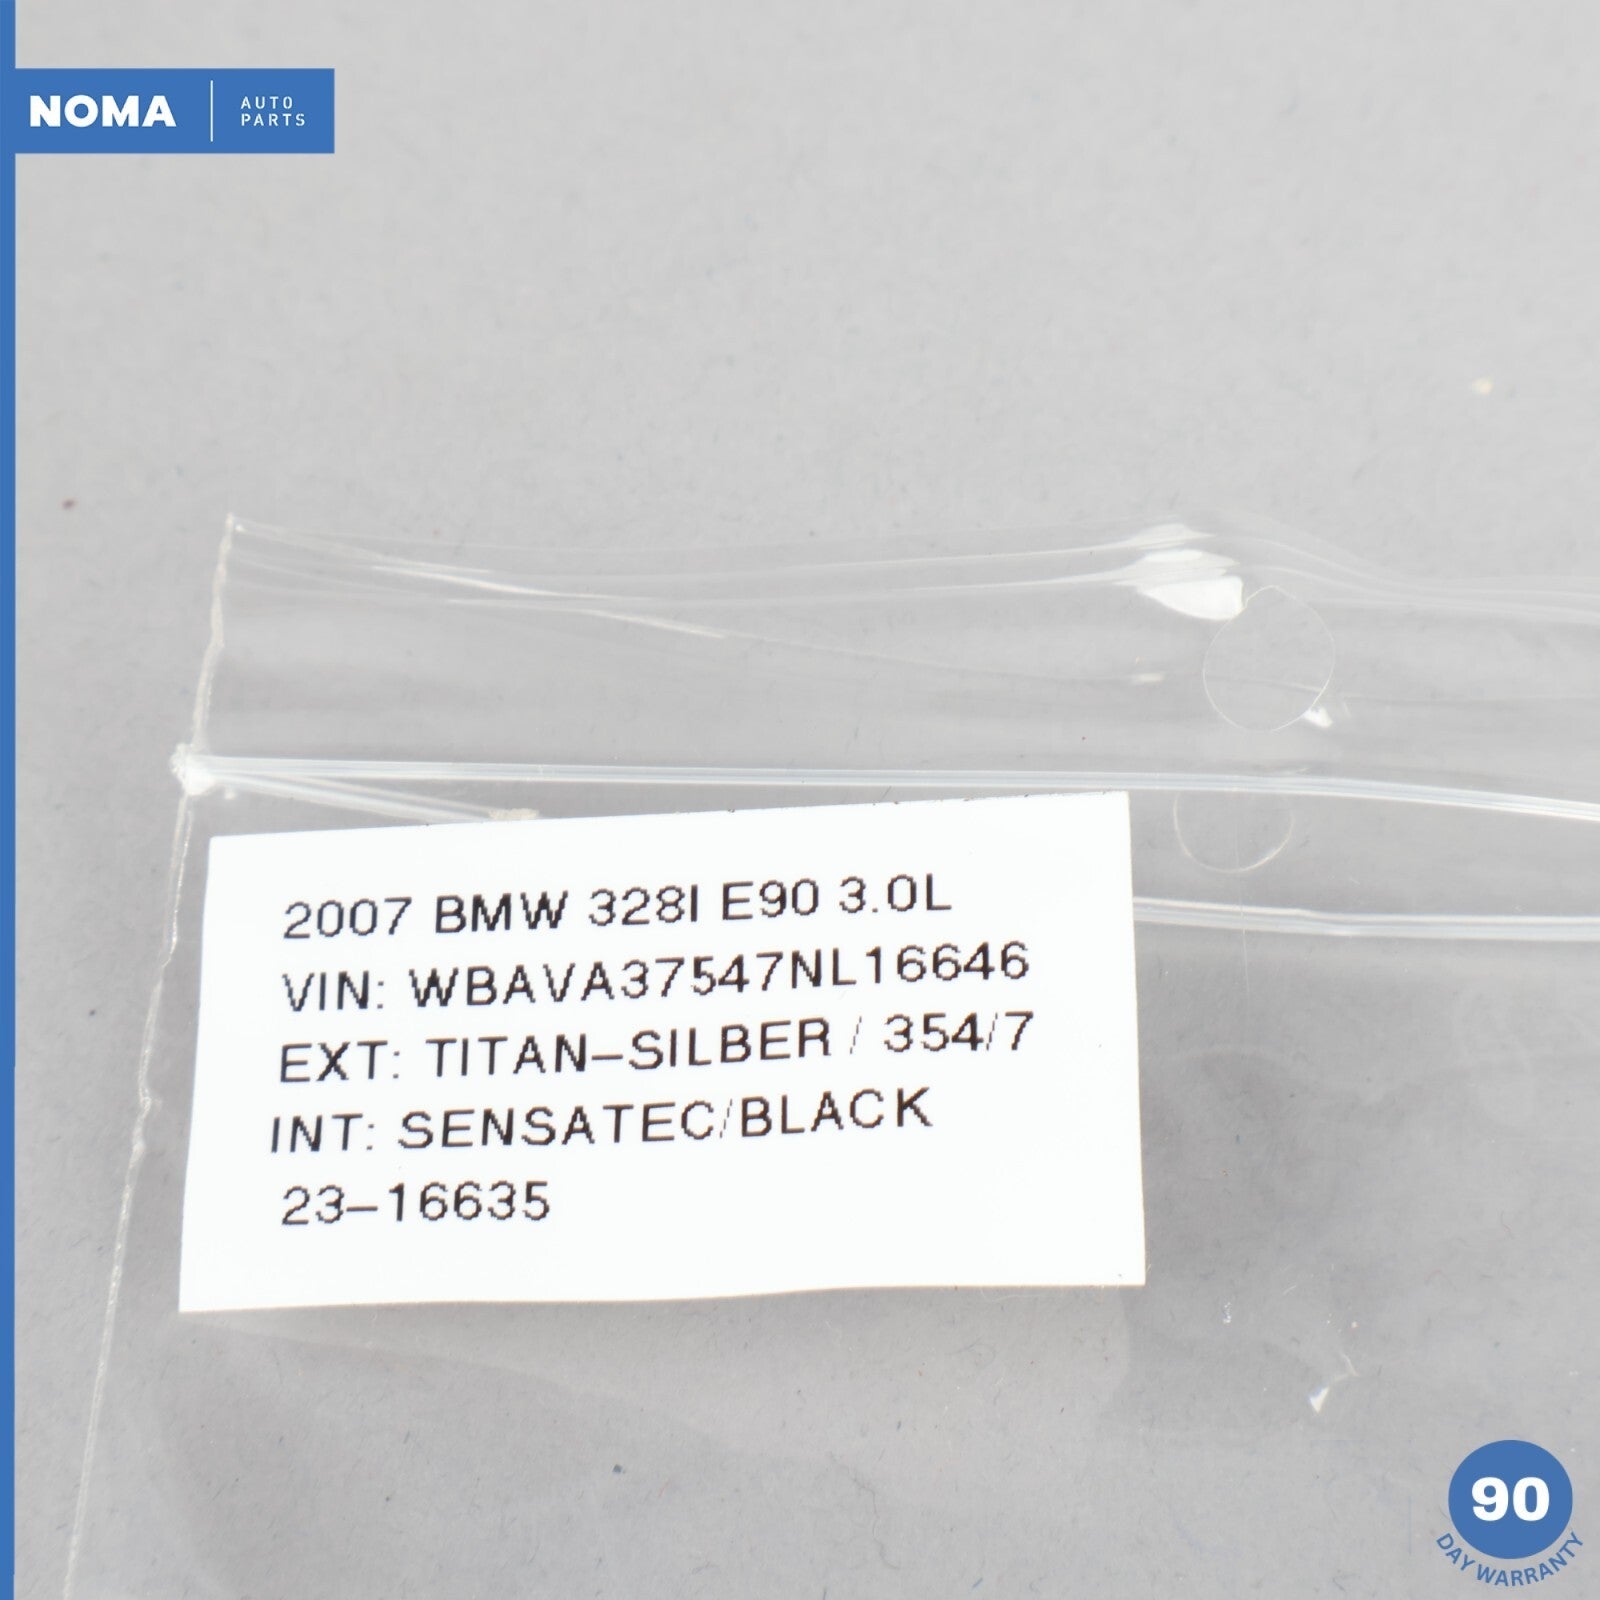 NOMA
AUTO
PARTS
2007 BMW 328I E90 3.0L
VIN: WBAVA37547NL16646
EXT: TITAN-SILBER / 354/7
INT: SENSATEC/BLACK
23-16635
90
DAY WARRANTY